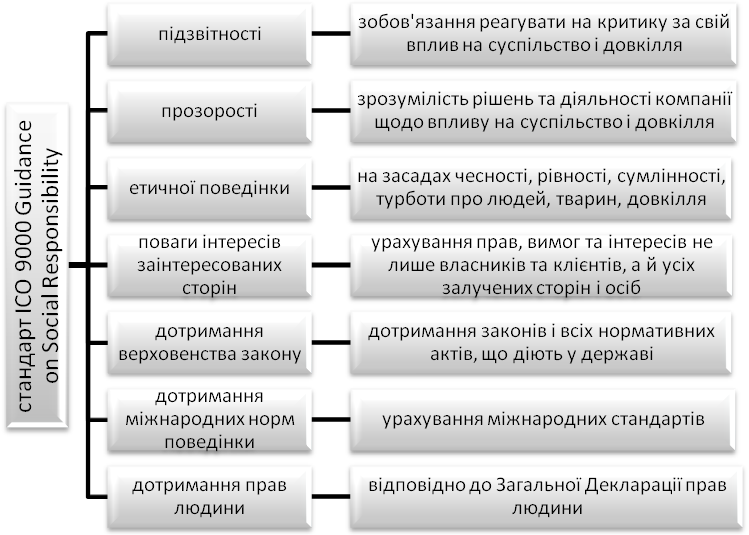 стандарт ІСО 9000 Guidance
on Social Responsibility
підзвітності
зобов'язання реагувати на критику за свій
вплив на суспільство і довкілля
прозорості
зрозумілість рішень та діяльності компанії
щодо впливу на суспільство і довкілля
етичної поведінки
на засадах чесності, рівності, сумлінності,
турботи про людей, тварин, довкілля
поваги інтересів
заінтересованих
сторін
урахування прав, вимог та інтересів не
лише власників та клієнтів, а й усіх
залучених сторін і осіб
дотримання
верховенства закону
дотримання законів і всіх нормативних
актів, що діють у державі
дотримання
міжнародних норм
поведінки
урахування міжнародних стандартів
дотримання прав
людини
відповідно до Загальної Декларації прав
людини